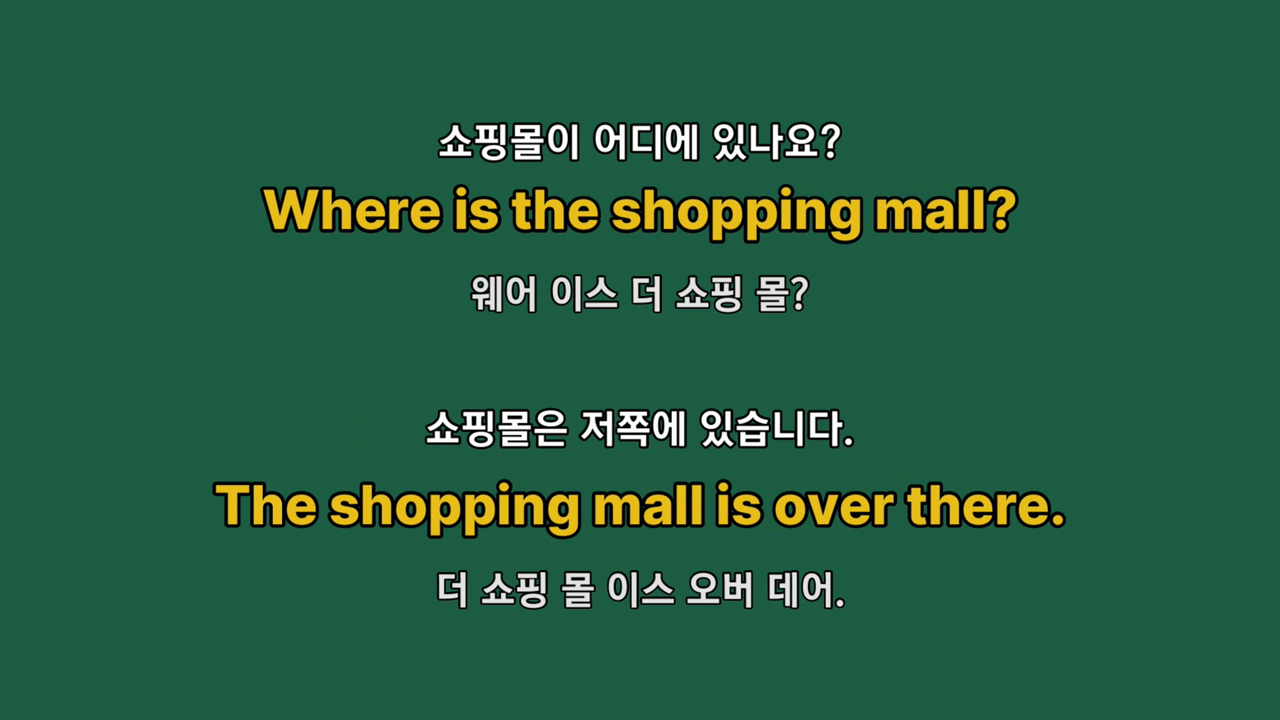 쇼핑몰이 어디에 있나요?
Where is the shopping mall?
웨어 이스 더 쇼핑 몰?
쇼핑몰은 저쪽에 있습니다.
The shopping mall is over there.
더 쇼핑 몰 이스 오버 데어.